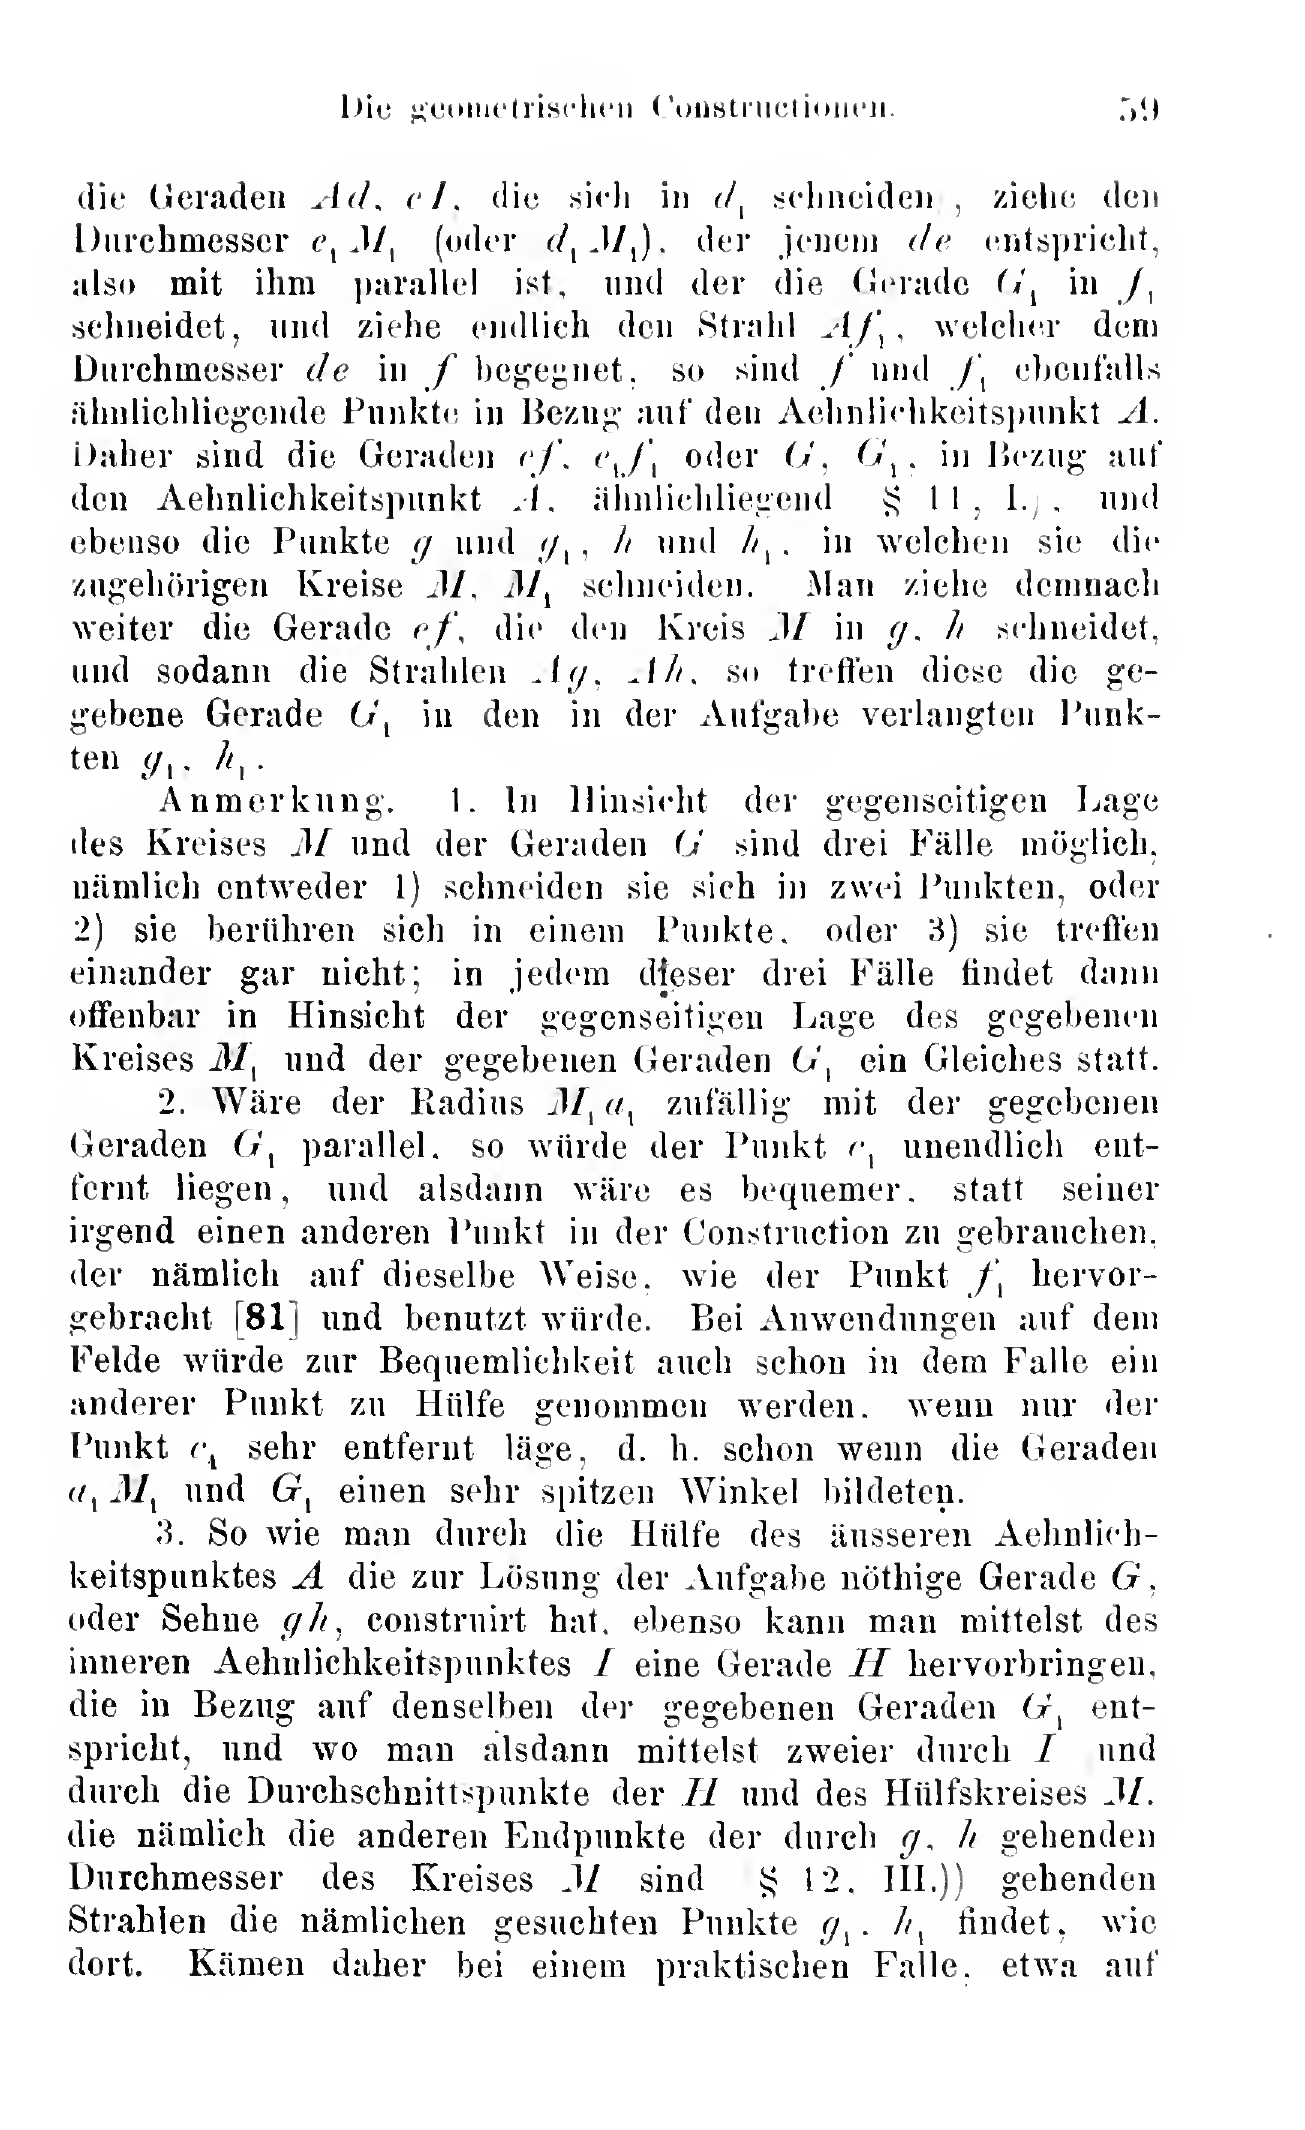 Die geometrischen Constructionen. 59
die Geraden Ad, eI, die sich in d₁ schneiden , ziehe den
Durchmesser e₁M₁ (oder d₁M₁), der jenem de entspricht,
also mit ihm parallel ist, und der die Gerade G₁ in f₁
schneidet, und ziehe endlich den Strahl Af₁, welcher dem
Durchmesser de in f begegnet, so sind f und f₁ ebenfalls
ähnlichliegende Punkte in Bezug auf den Aehnlichkeitspunkt A.
Daher sind die Geraden ef, e₁f₁ oder G, G₁, in Bezug auf
den Aehnlichkeitspunkt A, ähnlichliegend § 11, I.), und
ebenso die Punkte g und g₁, h und h₁, in welchen sie die
zugehörigen Kreise M, M₁ schneiden. Man ziehe demnach
weiter die Gerade ef, die den Kreis M in g, h schneidet,
und sodann die Strahlen Ag, Ah, so treffen diese die ge-
gebene Gerade G₁ in den in der Aufgabe verlangten Punk-
ten g₁, h₁.
Anmerkung. 1. In Hinsicht der gegenseitigen Lage
des Kreises M und der Geraden G sind drei Fälle möglich,
nämlich entweder 1) schneiden sie sich in zwei Punkten, oder
2) sie berühren sich in einem Punkte, oder 3) sie treffen
einander gar nicht; in jedem dieser drei Fälle findet dann
offenbar in Hinsicht der gegenseitigen Lage des gegebenen
Kreises M₁ und der gegebenen Geraden G₁ ein Gleiches statt.
2. Wäre der Radius M₁a₁ zufällig mit der gegebenen
Geraden G₁ parallel, so würde der Punkt c₁ unendlich ent-
fernt liegen, und alsdann wäre es bequemer, statt seiner
irgend einen anderen Punkt in der Construction zu gebrauchen,
der nämlich auf dieselbe Weise, wie der Punkt f₁ hervor-
gebracht [81] und benutzt würde. Bei Anwendungen auf dem
Felde würde zur Bequemlichkeit auch schon in dem Falle ein
anderer Punkt zu Hülfe genommen werden, wenn nur der
Punkt c₁ sehr entfernt läge, d. h. schon wenn die Geraden
a₁M₁ und G₁ einen sehr spitzen Winkel bildeten.
3. So wie man durch die Hülfe des äusseren Aehnlich-
keitspunktes A die zur Lösung der Aufgabe nöthige Gerade G,
oder Sehne gh, construirt hat, ebenso kann man mittelst des
inneren Aehnlichkeitspunktes I eine Gerade H hervorbringen,
die in Bezug auf denselben der gegebenen Geraden G₁ ent-
spricht, und wo man alsdann mittelst zweier durch I und
durch die Durchschnittspunkte der H und des Hülfskreises M,
die nämlich die anderen Endpunkte der durch g, h gehenden
Durchmesser des Kreises M sind § 12, III.)) gehenden
Strahlen die nämlichen gesuchten Punkte g₁, h₁ findet, wie
dort. Kämen daher bei einem praktischen Falle, etwa auf